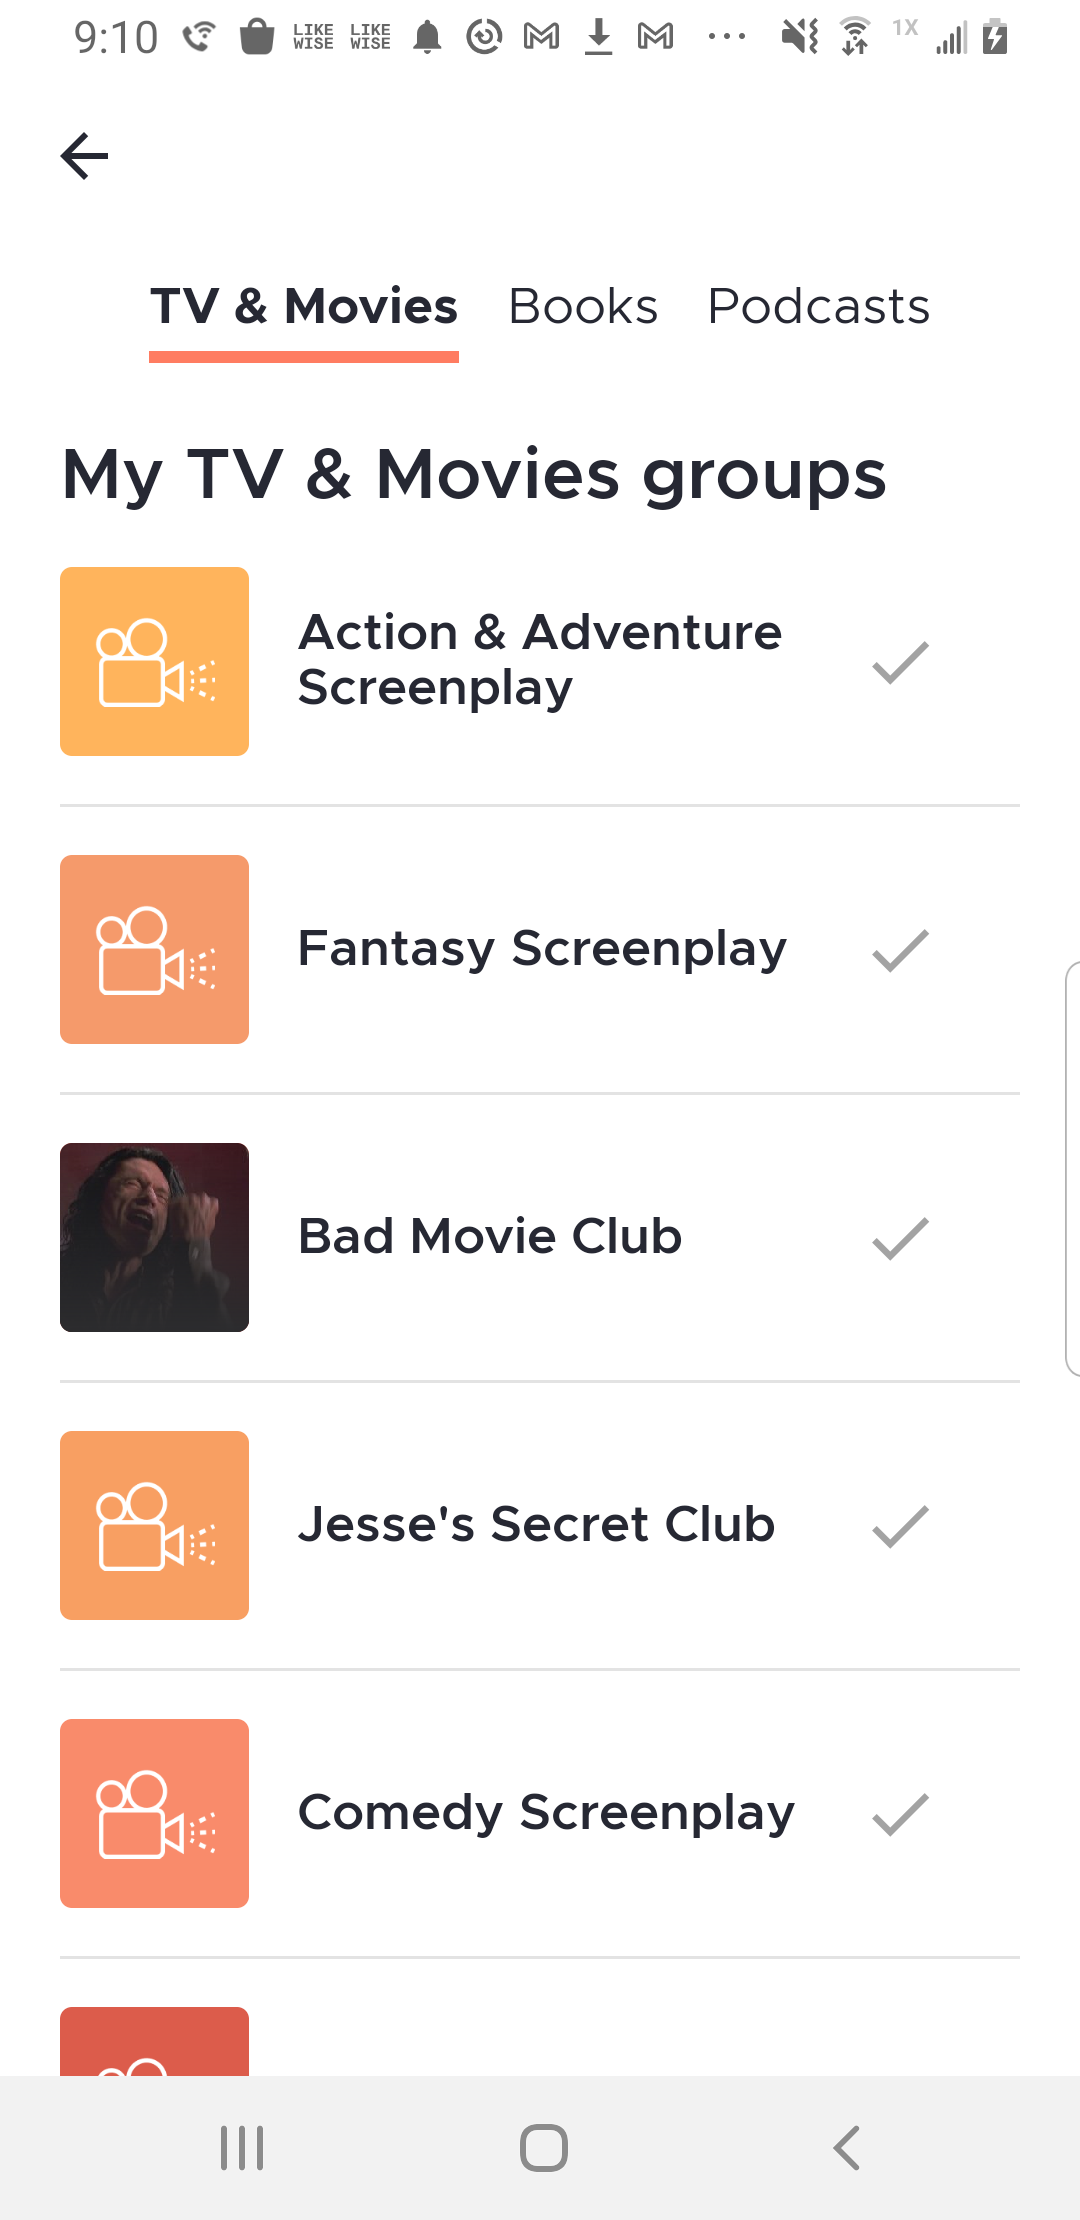 9:10 LIKE WISE LIKE WISE 1X
TV & Movies Books Podcasts
My TV & Movies groups
Action & Adventure
Screenplay
Fantasy Screenplay
Bad Movie Club
Jesse's Secret Club
Comedy Screenplay